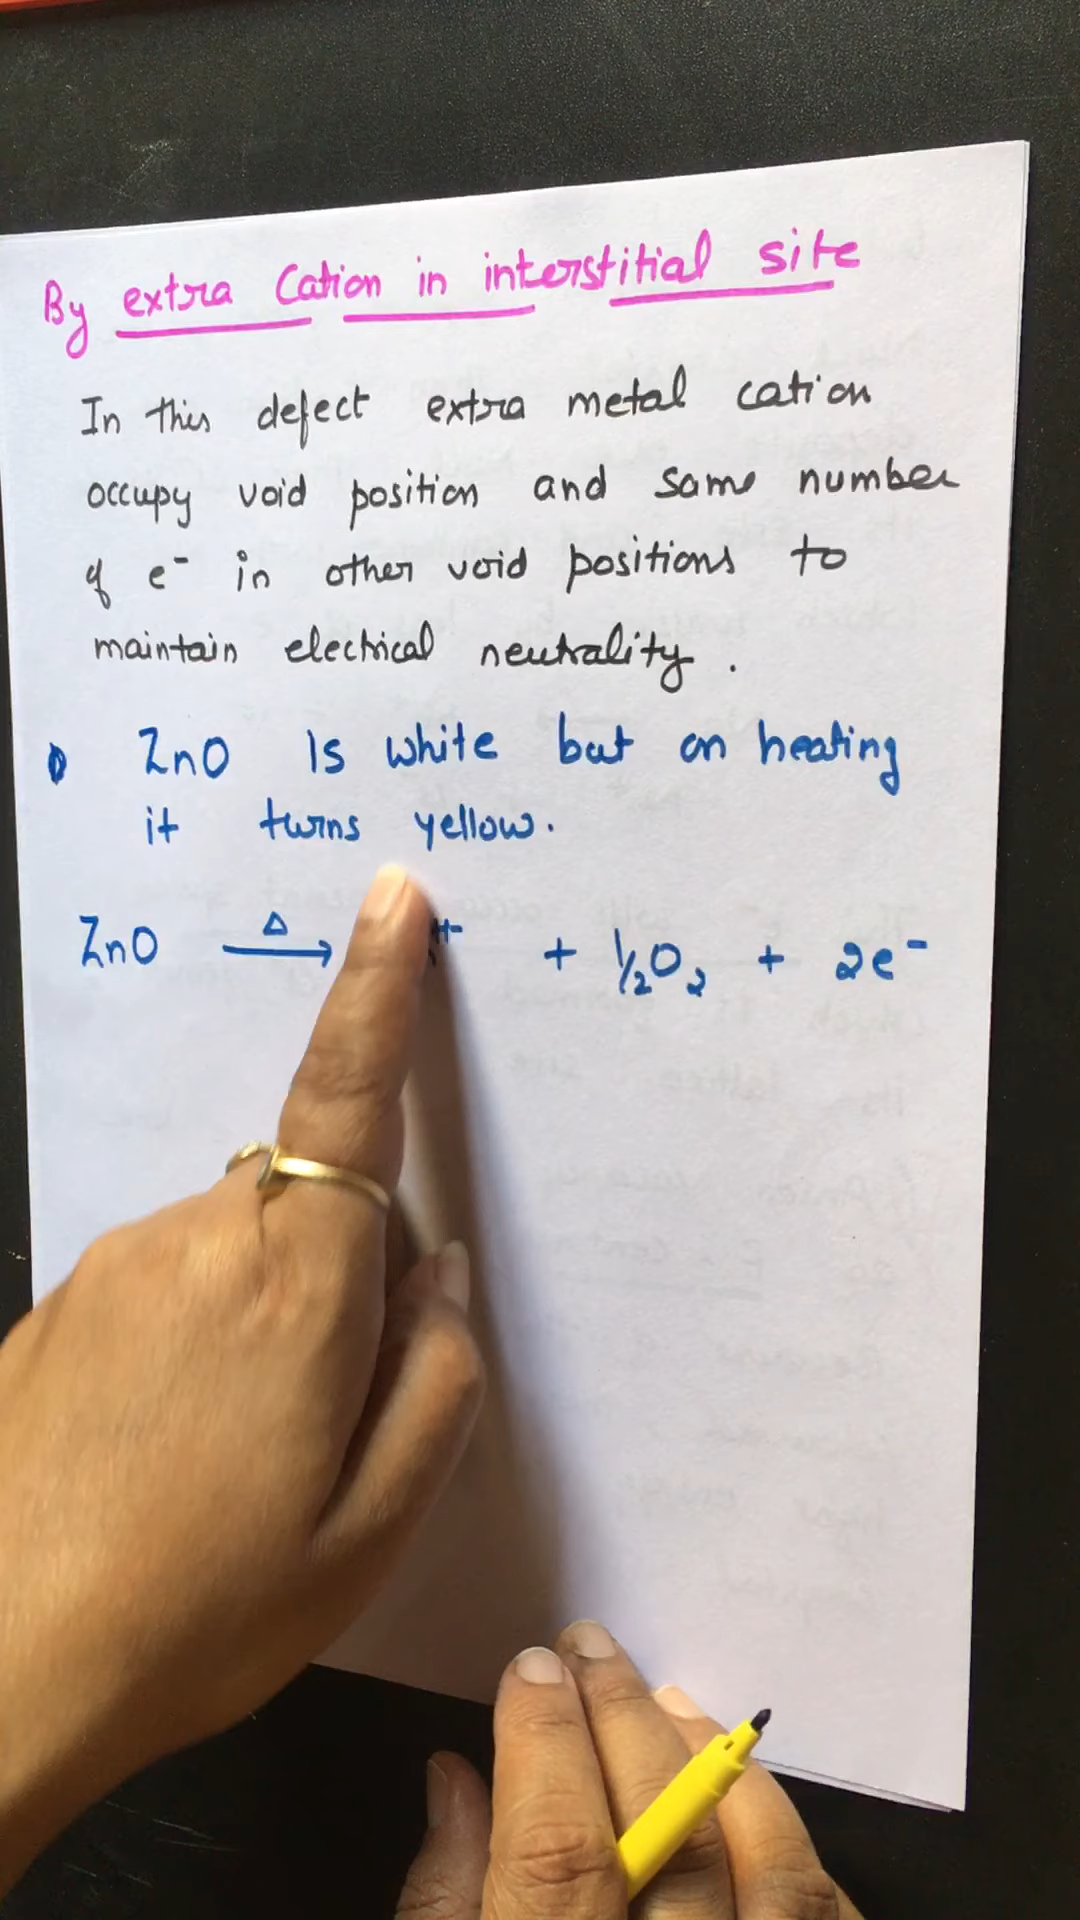 By extra Cation in interstitial site
In this defect extra metal cation
occupy void position and same number
of e⁻ in other void positions to
maintain electrical neutrality.
ZnO Is white but on heating
it turns yellow.
ZnO Δ→ + ½O₂ + 2e⁻